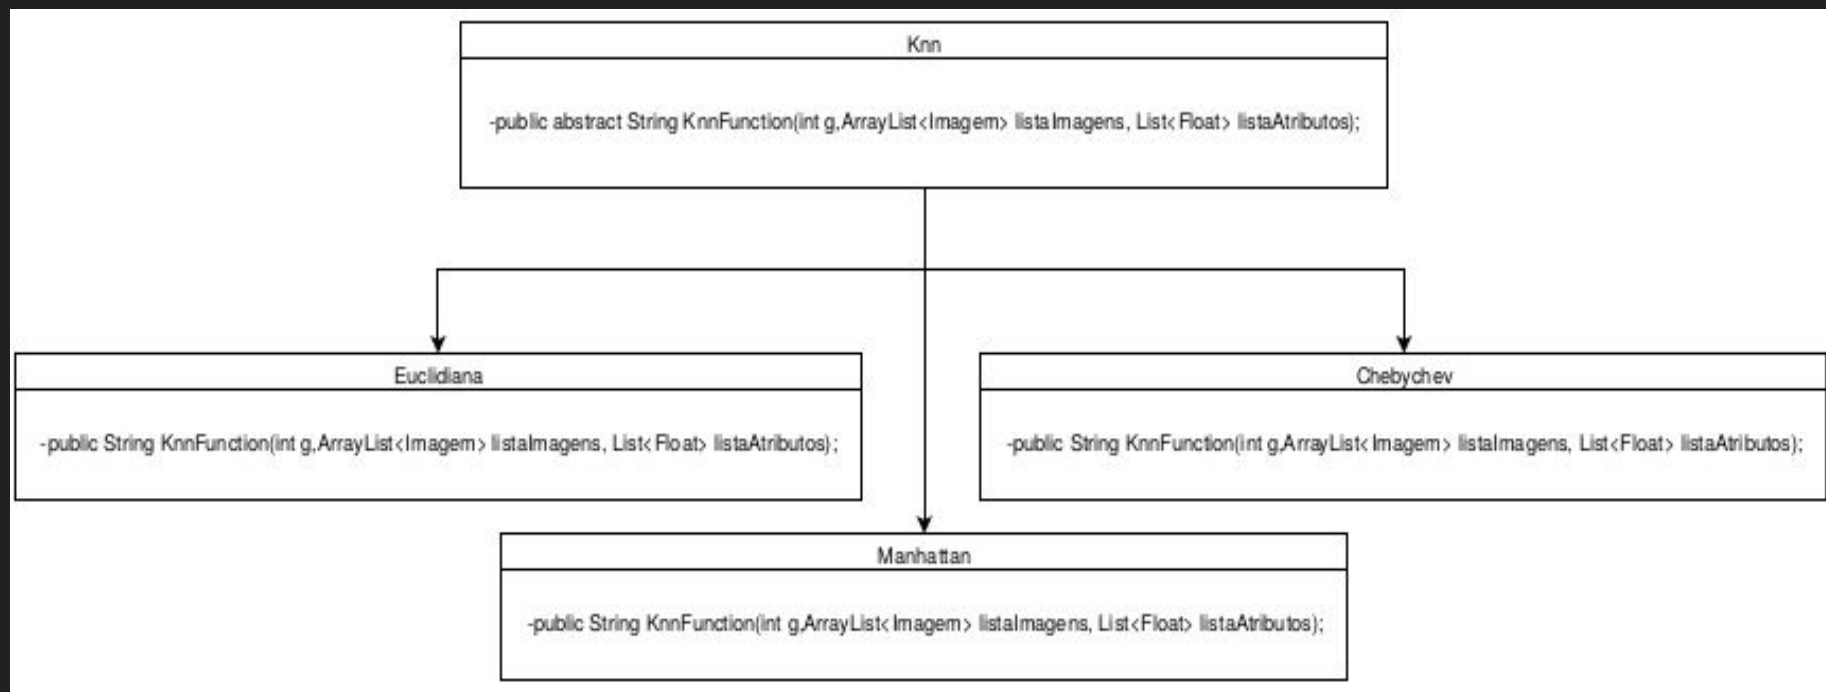 Knn
-public abstract String KnnFunction(int g,ArrayList<Imagem> listaImagens, List<Float> listaAtributos);
Euclidiana
-public String KnnFunction(int g,ArrayList<Imagem> listaImagens, List<Float> listaAtributos);
Chebychev
-public String KnnFunction(int g,ArrayList<Imagem> listaImagens, List<Float> listaAtributos);
Manhattan
-public String KnnFunction(int g,ArrayList<Imagem> listaImagens, List<Float> listaAtributos);